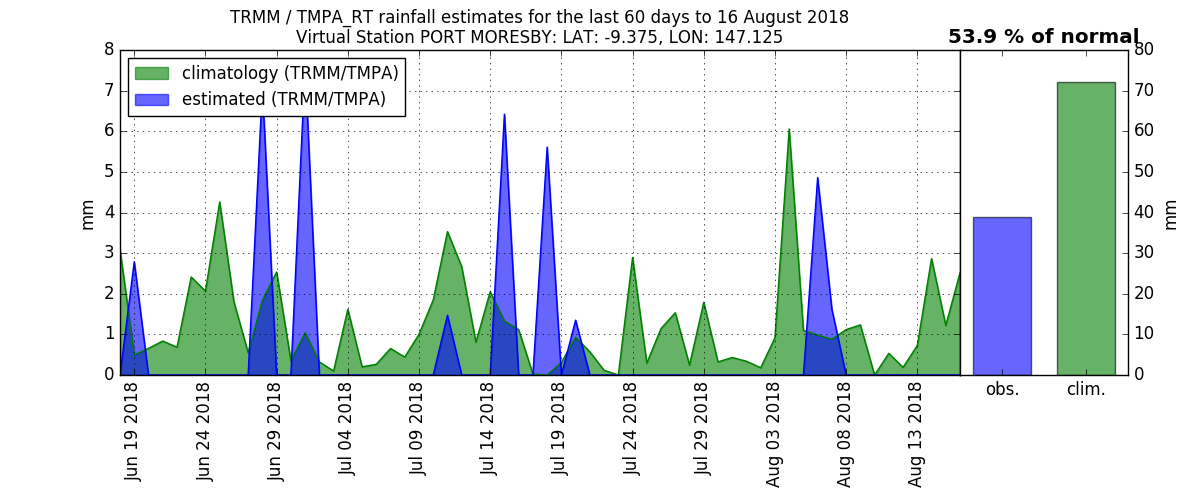 TRMM / TMPA_RT rainfall estimates for the last 60 days to 16 August 2018
Virtual Station PORT MORESBY: LAT: -9.375, LON: 147.125
53.9 % of normal
climatology (TRMM/TMPA)
estimated (TRMM/TMPA)
8
7
6
5
4
3
2
1
0
mm
80
70
60
50
40
30
20
10
0
mm
Jun 19 2018
Jun 24 2018
Jun 29 2018
Jul 04 2018
Jul 09 2018
Jul 14 2018
Jul 19 2018
Jul 24 2018
Jul 29 2018
Aug 03 2018
Aug 08 2018
Aug 13 2018
obs.
clim.